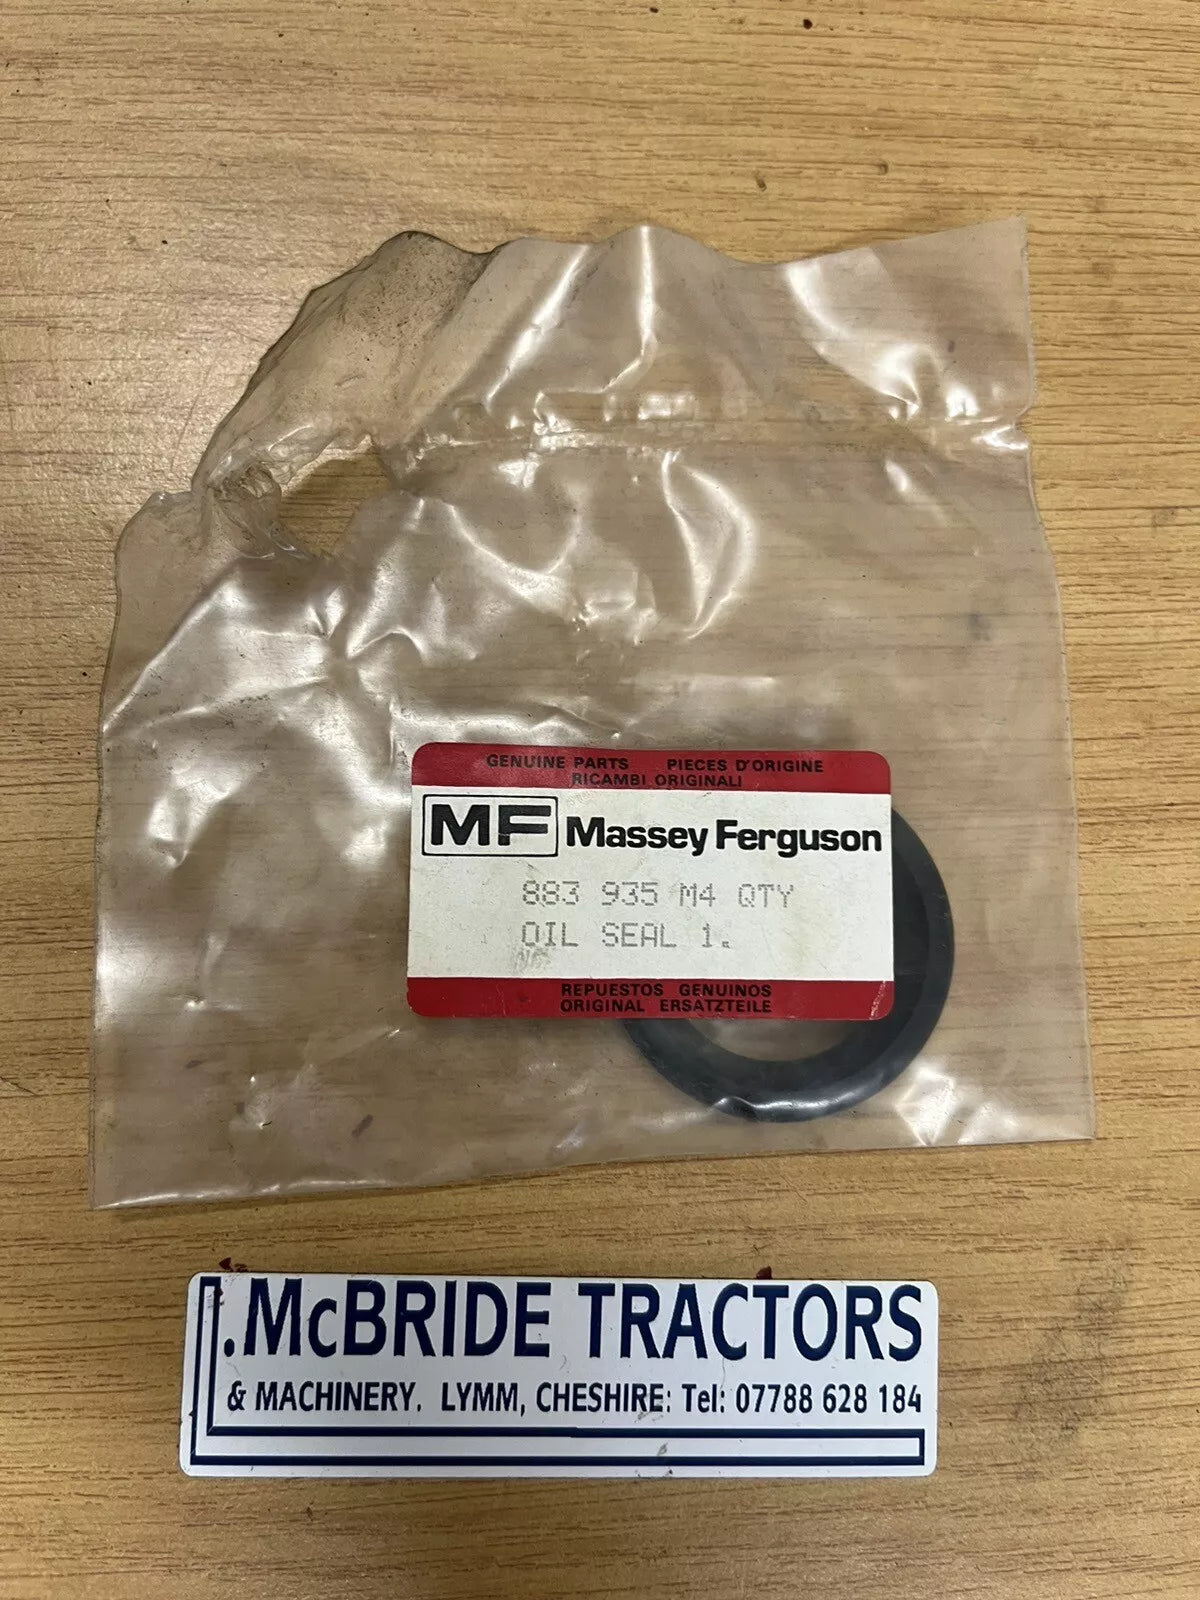 GENUINE PARTS PIECES D'ORIGINE
RICAMBI ORIGINALI
MF Massey Ferguson
883 935 M4 QTY
OIL SEAL 1.
REPUESTOS GENUINOS
ORIGINAL ERSATZTEILE
L.McBRIDE TRACTORS
& MACHINERY. LYMM, CHESHIRE: Tel: 07788 628 184